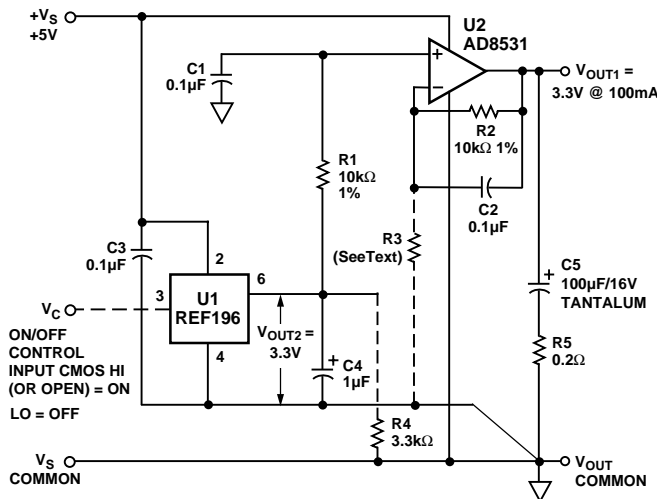 +VS
+5V
C1
0.1µF
U2
AD8531
+
−
VOUT1 =
3.3V @ 100mA
R2
10kΩ 1%
R1
10kΩ
1%
C2
0.1µF
R3
(SeeText)
C3
0.1µF
2
6
3
U1
REF196
4
VC
ON/OFF
CONTROL
INPUT CMOS HI
(OR OPEN) = ON
LO = OFF
VOUT2 =
3.3V
+
C4
1µF
+
C5
100µF/16V
TANTALUM
R5
0.2Ω
R4
3.3kΩ
VS
COMMON
VOUT
COMMON